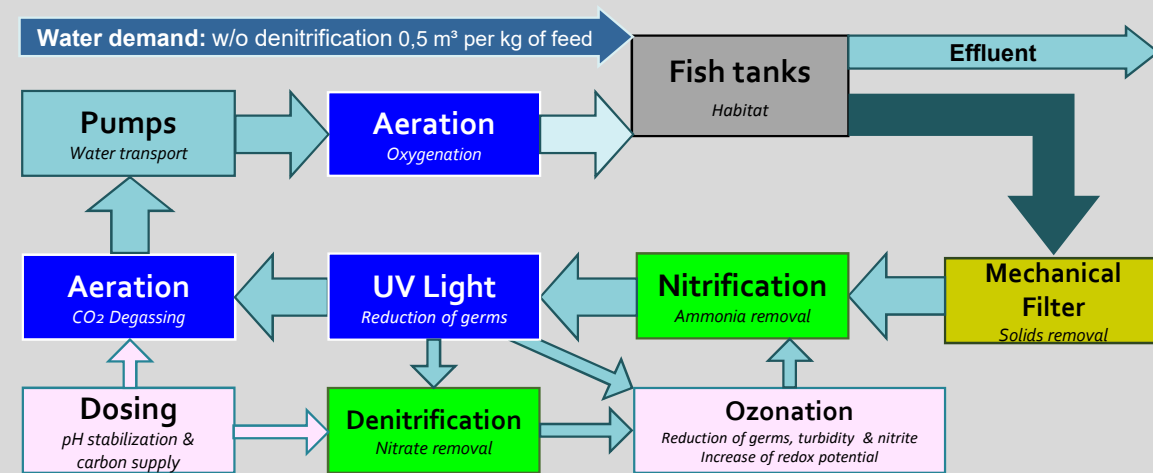 Water demand: w/o denitrification 0,5 m³ per kg of feed
Fish tanks
Habitat
Effluent
Pumps
Water transport
Aeration
Oxygenation
Aeration
CO₂ Degassing
UV Light
Reduction of germs
Nitrification
Ammonia removal
Mechanical
Filter
Solids removal
Dosing
pH stabilization &
carbon supply
Denitrification
Nitrate removal
Ozonation
Reduction of germs, turbidity & nitrite
Increase of redox potential